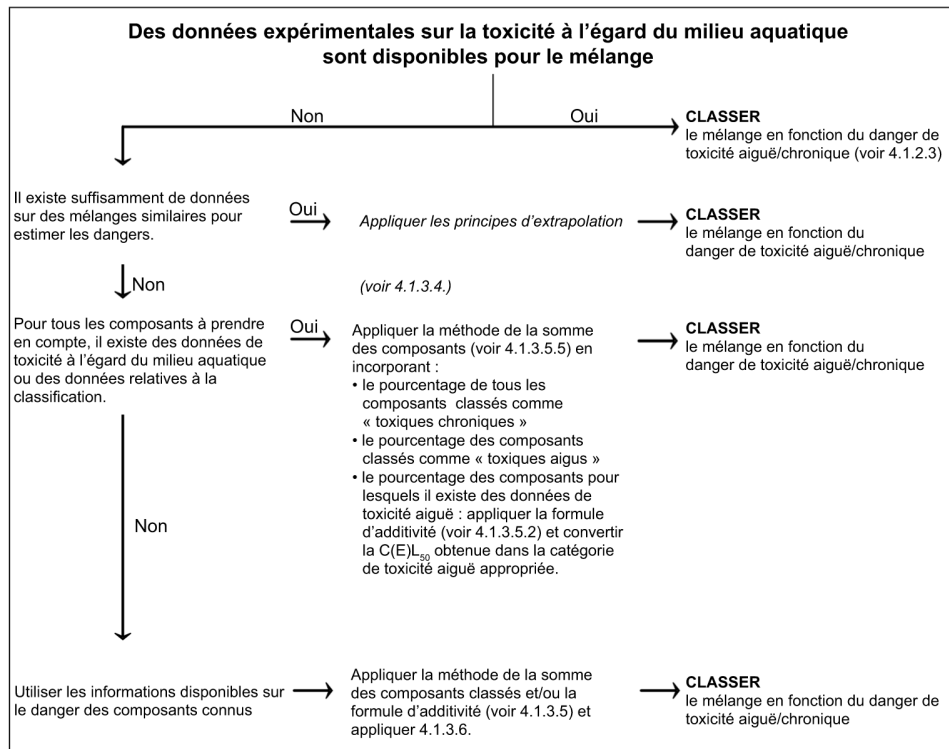 Des données expérimentales sur la toxicité à l'égard du milieu aquatique
sont disponibles pour le mélange
Non
Oui
CLASSER
le mélange en fonction du danger de
toxicité aiguë/chronique (voir 4.1.2.3)
Il existe suffisamment de données
sur des mélanges similaires pour
estimer les dangers.
Oui
Appliquer les principes d'extrapolation
CLASSER
le mélange en fonction du
danger de toxicité aiguë/chronique
Non
(voir 4.1.3.4.)
Pour tous les composants à prendre
en compte, il existe des données de
toxicité à l'égard du milieu aquatique
ou des données relatives à la
classification.
Oui
Appliquer la méthode de la somme
des composants (voir 4.1.3.5.5) en
incorporant :
• le pourcentage de tous les
composants classés comme
« toxiques chroniques »
• le pourcentage des composants
classés comme « toxiques aigus »
• le pourcentage des composants pour
lesquels il existe des données de
toxicité aiguë : appliquer la formule
d'additivité (voir 4.1.3.5.2) et convertir
la C(E)L50 obtenue dans la catégorie
de toxicité aiguë appropriée.
CLASSER
le mélange en fonction du
danger de toxicité aiguë/chronique
Non
Utiliser les informations disponibles sur
le danger des composants connus
Appliquer la méthode de la somme
des composants classés et/ou la
formule d'additivité (voir 4.1.3.5) et
appliquer 4.1.3.6.
CLASSER
le mélange en fonction du danger de
toxicité aiguë/chronique